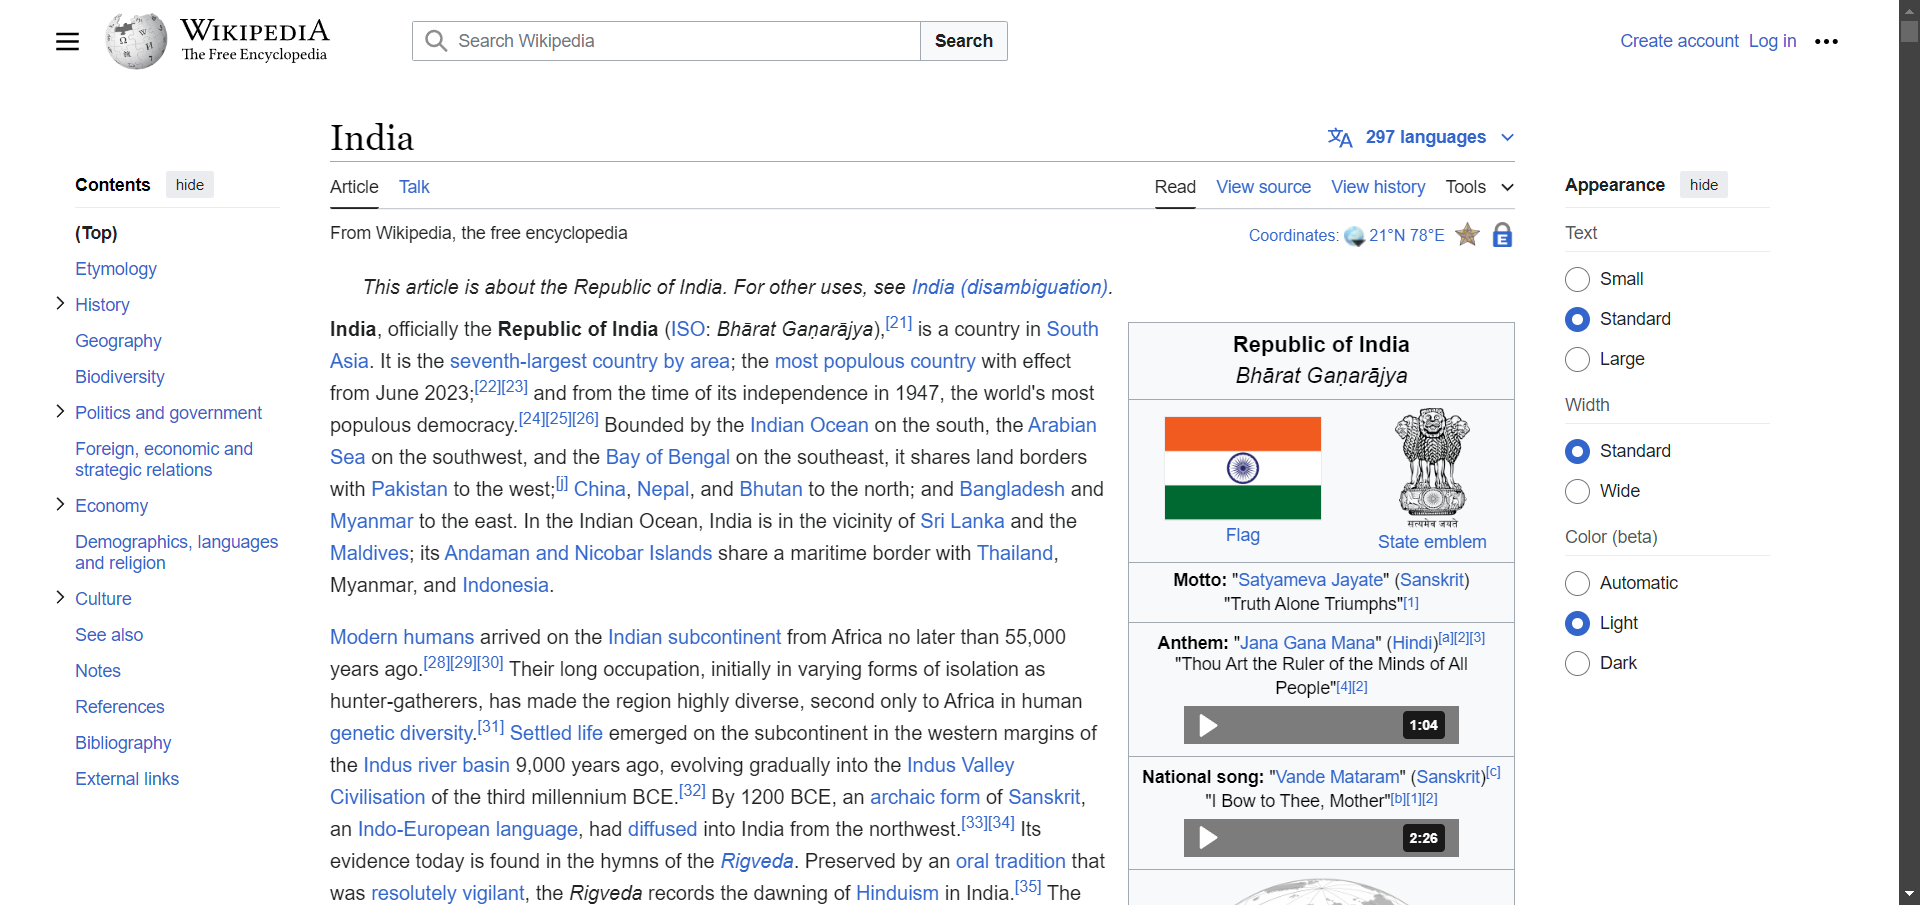 WIKIPEDIA
The Free Encyclopedia
Search Wikipedia
Search
Create account Log in
India
297 languages
Contents hide
(Top)
Etymology
History
Geography
Biodiversity
Politics and government
Foreign, economic and
strategic relations
Economy
Demographics, languages
and religion
Culture
See also
Notes
References
Bibliography
External links
Article Talk
Read View source View history Tools
From Wikipedia, the free encyclopedia
Coordinates: 21°N 78°E
This article is about the Republic of India. For other uses, see India (disambiguation).
India, officially the Republic of India (ISO: Bhārat Gaṇarājya),[21] is a country in South
Asia. It is the seventh-largest country by area; the most populous country with effect
from June 2023;[22][23] and from the time of its independence in 1947, the world's most
populous democracy.[24][25][26] Bounded by the Indian Ocean on the south, the Arabian
Sea on the southwest, and the Bay of Bengal on the southeast, it shares land borders
with Pakistan to the west;[j] China, Nepal, and Bhutan to the north; and Bangladesh and
Myanmar to the east. In the Indian Ocean, India is in the vicinity of Sri Lanka and the
Maldives; its Andaman and Nicobar Islands share a maritime border with Thailand,
Myanmar, and Indonesia.
Modern humans arrived on the Indian subcontinent from Africa no later than 55,000
years ago.[28][29][30] Their long occupation, initially in varying forms of isolation as
hunter-gatherers, has made the region highly diverse, second only to Africa in human
genetic diversity.[31] Settled life emerged on the subcontinent in the western margins of
the Indus river basin 9,000 years ago, evolving gradually into the Indus Valley
Civilisation of the third millennium BCE.[32] By 1200 BCE, an archaic form of Sanskrit,
an Indo-European language, had diffused into India from the northwest.[33][34] Its
evidence today is found in the hymns of the Rigveda. Preserved by an oral tradition that
was resolutely vigilant, the Rigveda records the dawning of Hinduism in India.[35] The
Republic of India
Bhārat Gaṇarājya
सत्यमेव जयते
Flag
State emblem
Motto: "Satyameva Jayate" (Sanskrit)
"Truth Alone Triumphs"[1]
Anthem: "Jana Gana Mana" (Hindi)[a][2][3]
"Thou Art the Ruler of the Minds of All
People"[4][2]
1:04
National song: "Vande Mataram" (Sanskrit)[c]
"I Bow to Thee, Mother"[b][1][2]
2:26
Appearance hide
Text
Small
Standard
Large
Width
Standard
Wide
Color (beta)
Automatic
Light
Dark